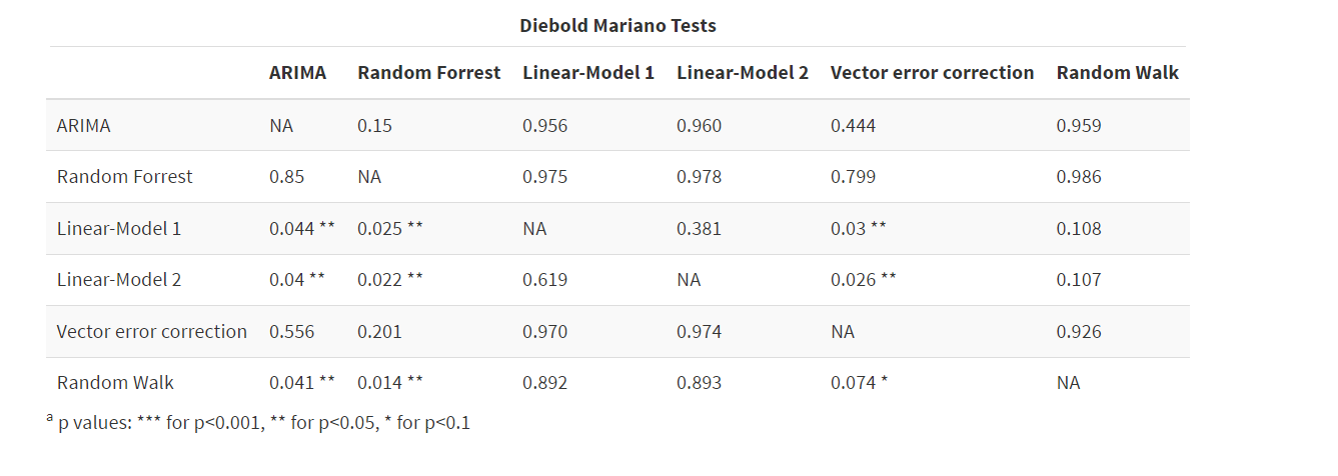 Diebold Mariano Tests
ARIMA Random Forrest Linear-Model 1 Linear-Model 2 Vector error correction Random Walk
ARIMA NA 0.15 0.956 0.960 0.444 0.959
Random Forrest 0.85 NA 0.975 0.978 0.799 0.986
Linear-Model 1 0.044 ** 0.025 ** NA 0.381 0.03 ** 0.108
Linear-Model 2 0.04 ** 0.022 ** 0.619 NA 0.026 ** 0.107
Vector error correction 0.556 0.201 0.970 0.974 NA 0.926
Random Walk 0.041 ** 0.014 ** 0.892 0.893 0.074 * NA
a p values: *** for p<0.001, ** for p<0.05, * for p<0.1